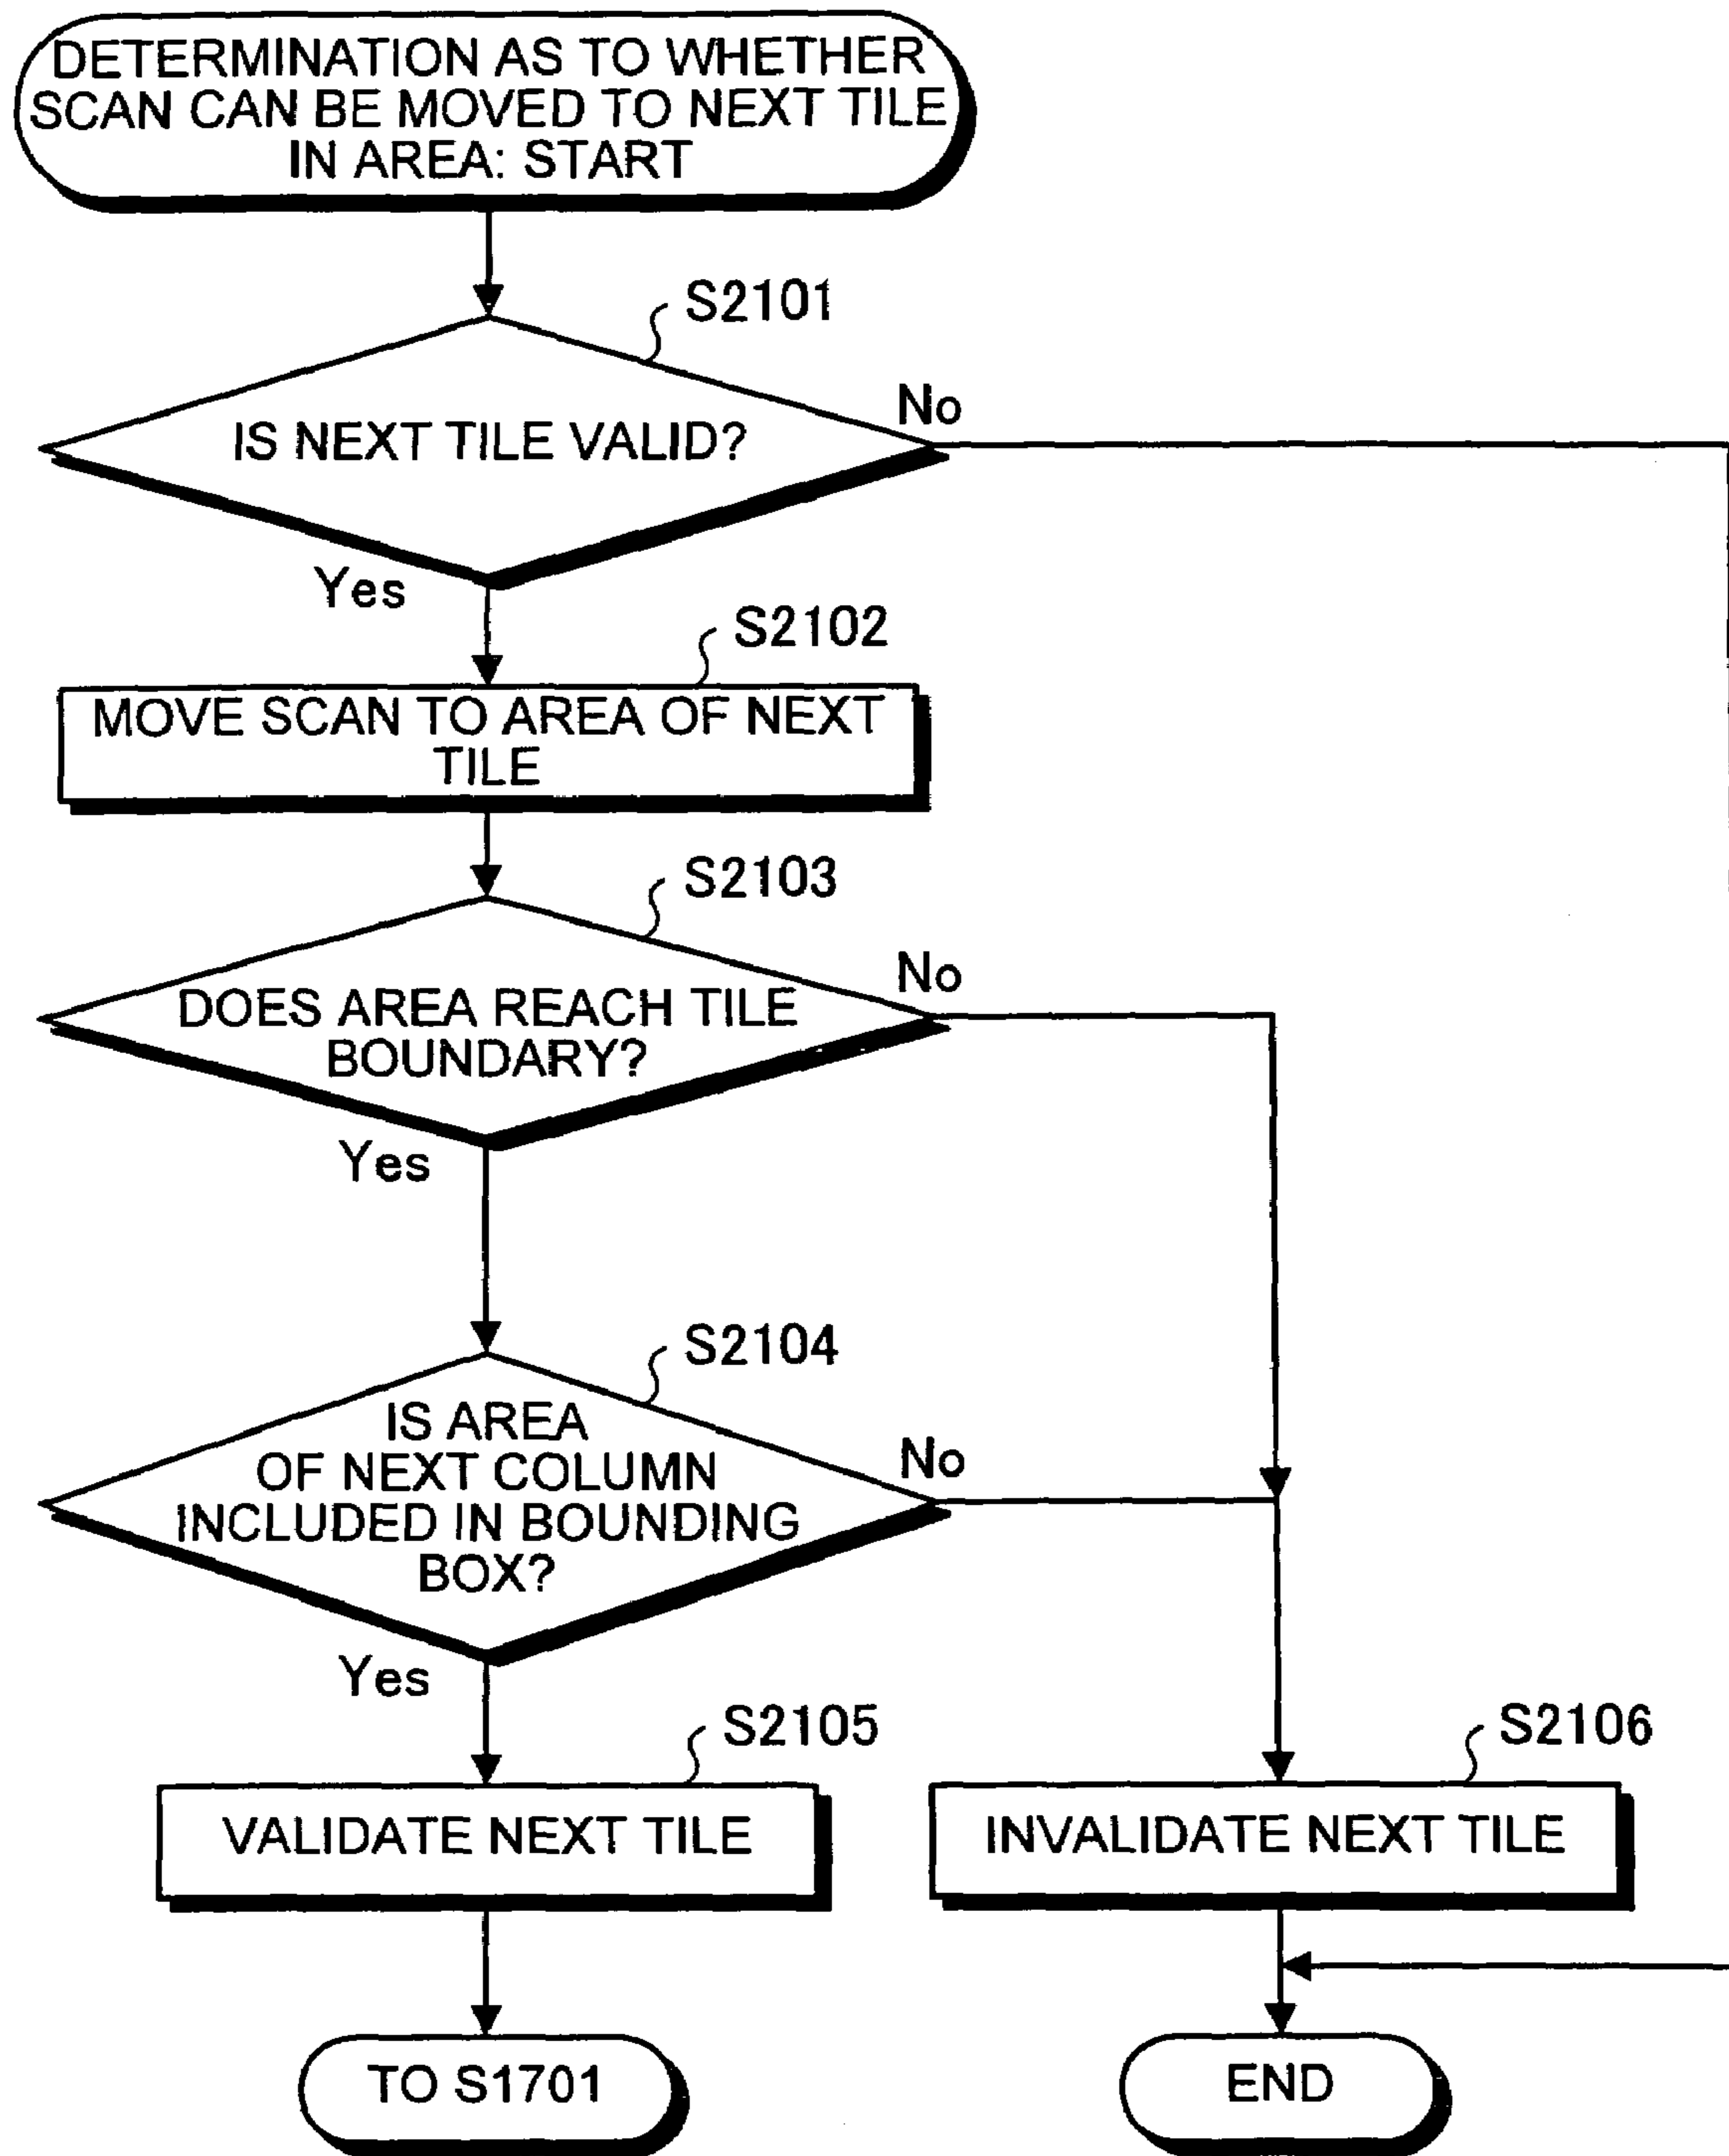 DETERMINATION AS TO WHETHER
SCAN CAN BE MOVED TO NEXT TILE
IN AREA: START
S2101
IS NEXT TILE VALID?
No
Yes
S2102
MOVE SCAN TO AREA OF NEXT
TILE
S2103
DOES AREA REACH TILE
BOUNDARY?
No
Yes
S2104
IS AREA
OF NEXT COLUMN
INCLUDED IN BOUNDING
BOX?
No
Yes
S2105
VALIDATE NEXT TILE
S2106
INVALIDATE NEXT TILE
TO S1701
END